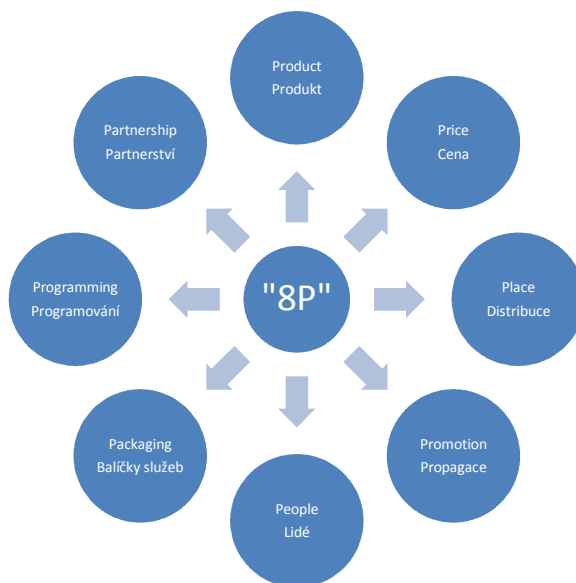 Product
Produkt
Price
Cena
Place
Distribuce
Promotion
Propagace
People
Lidé
Packaging
Balíčky služeb
Programming
Programování
Partnership
Partnerství
"8P"